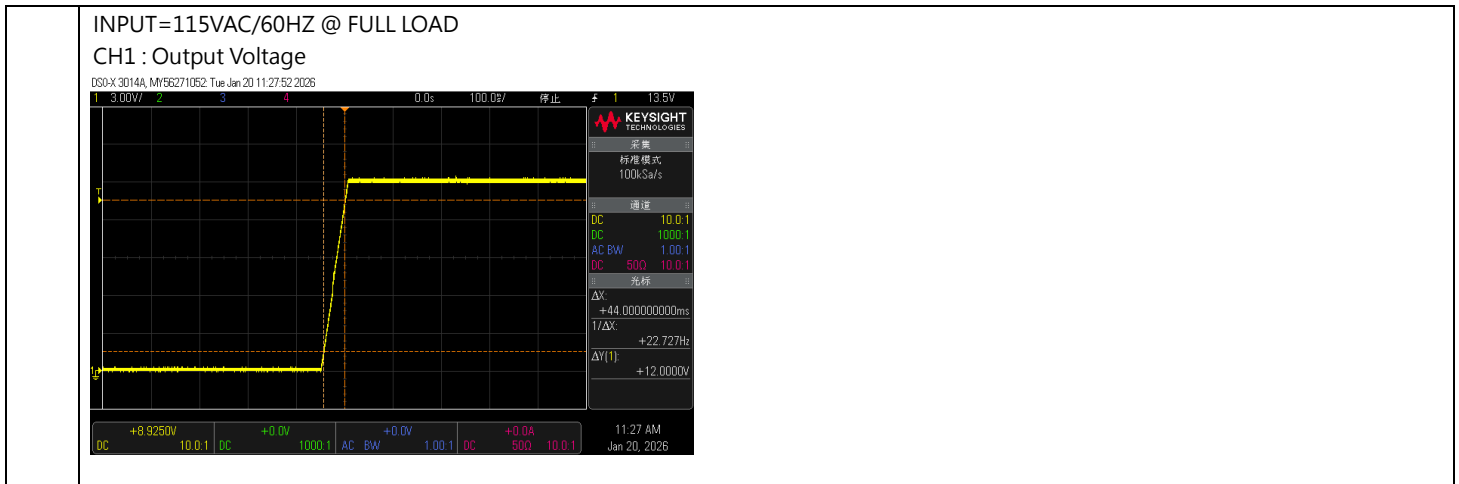 INPUT=115VAC/60HZ @ FULL LOAD
CH1 : Output Voltage
DSO-X 3014A, MY56271052: Tue Jan 20 11:27:52 2026
1 3.00V/ 2 3 4 0.0s 100.0ms/ 停止 1 13.5V
KEYSIGHT
TECHNOLOGIES
采集
标准模式
100kSa/s
通道
DC 10.0:1
DC 1000:1
AC BW 1.00:1
DC 50Ω 10.0:1
光标
ΔX:
+44.000000000ms
1/ΔX:
+22.727Hz
ΔY(1):
+12.0000V
T
1
+8.9250V +0.0V +0.0V +0.0A
DC 10.0:1 DC 1000:1 AC BW 1.00:1 DC 50Ω 10.0:1
11:27 AM
Jan 20, 2026